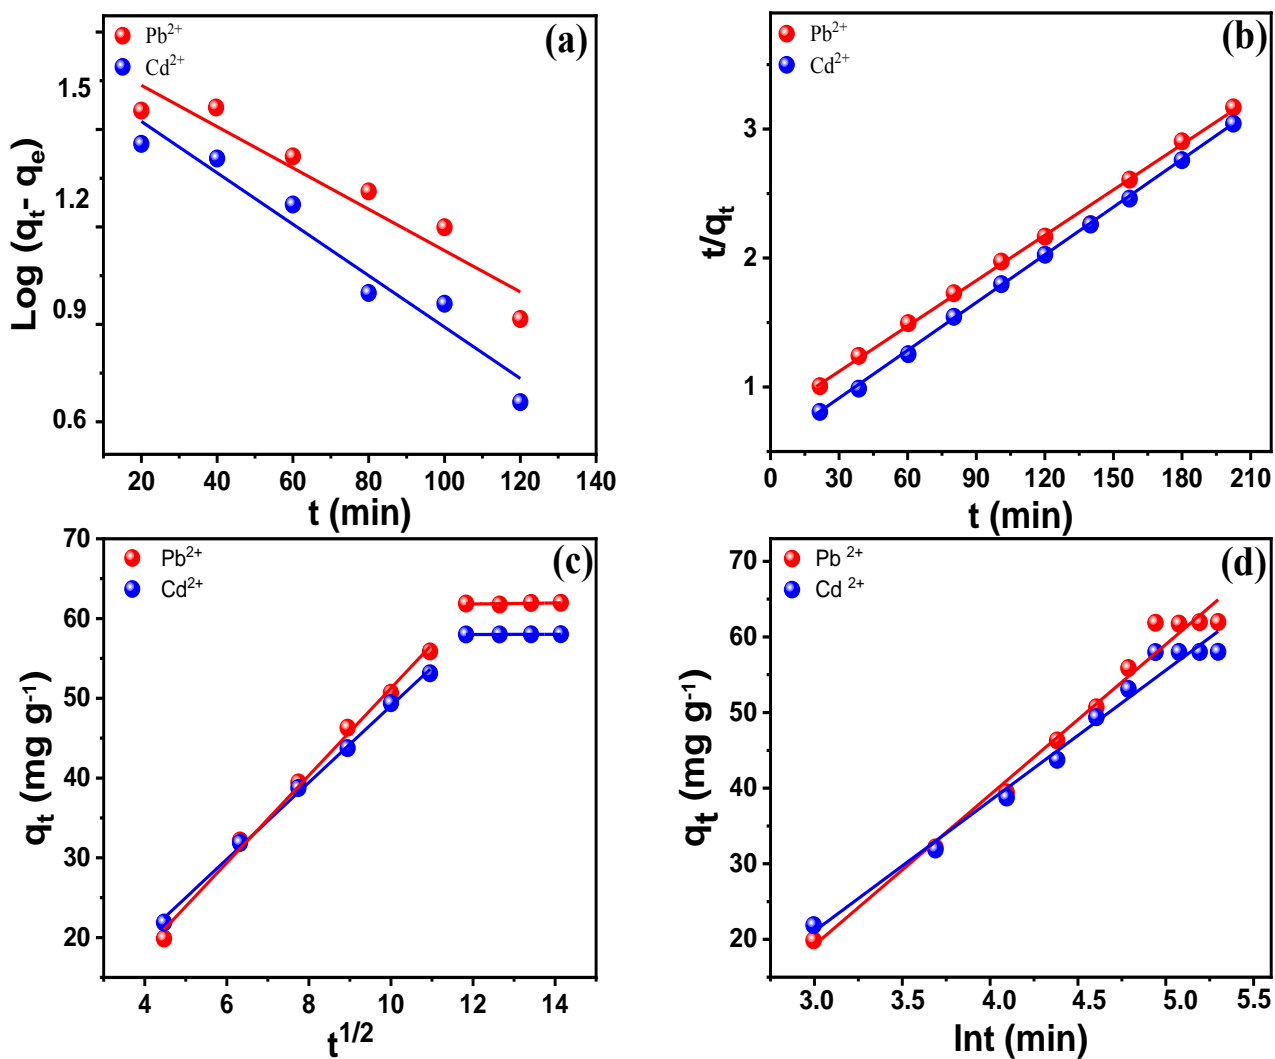 (a)
Pb²⁺
Cd²⁺
Log (qₜ- qₑ)
1.5
1.2
0.9
0.6
20 40 60 80 100 120 140
t (min)
(b)
Pb²⁺
Cd²⁺
t/qₜ
3
2
1
0 30 60 90 120 150 180 210
t (min)
(c)
Pb²⁺
Cd²⁺
qₜ (mg g⁻¹)
70
60
50
40
30
20
4 6 8 10 12 14
t¹/²
(d)
Pb ²⁺
Cd ²⁺
qₜ (mg g⁻¹)
70
60
50
40
30
20
3.0 3.5 4.0 4.5 5.0 5.5
lnt (min)